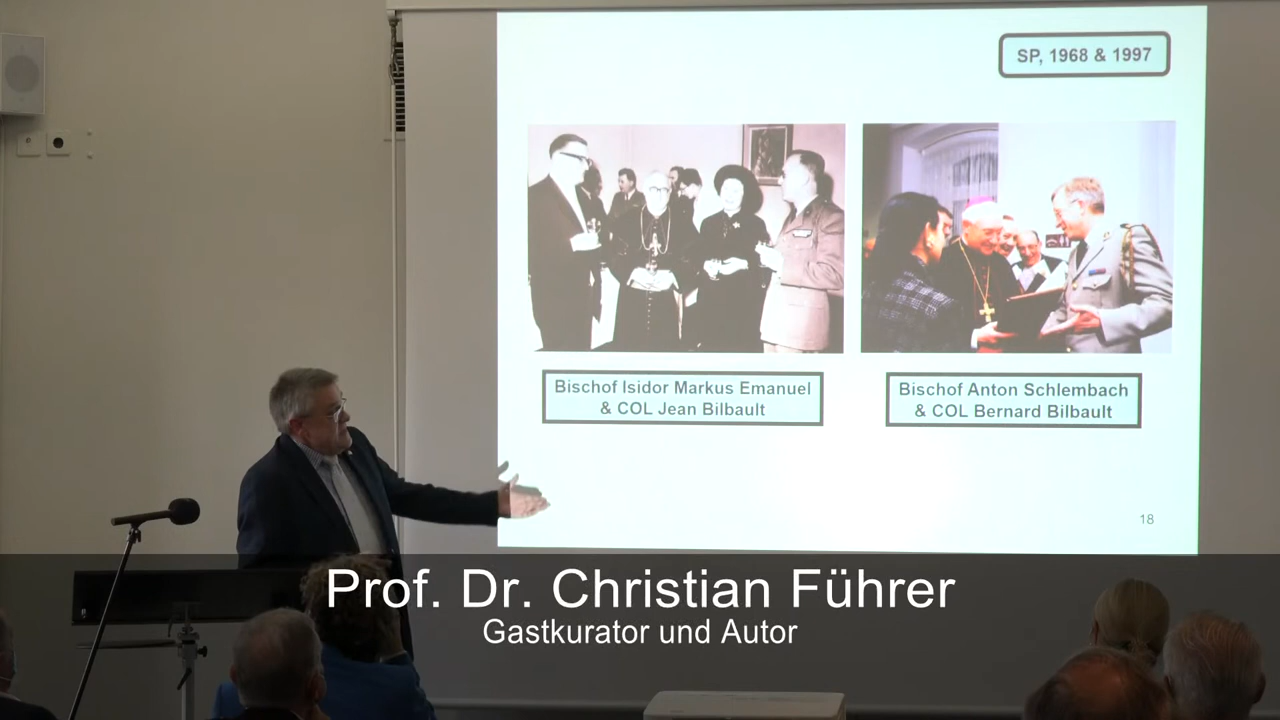 SP, 1968 & 1997
Bischof Isidor Markus Emanuel
& COL Jean Bilbault
Bischof Anton Schlembach
& COL Bernard Bilbault
18
Prof. Dr. Christian Führer
Gastkurator und Autor